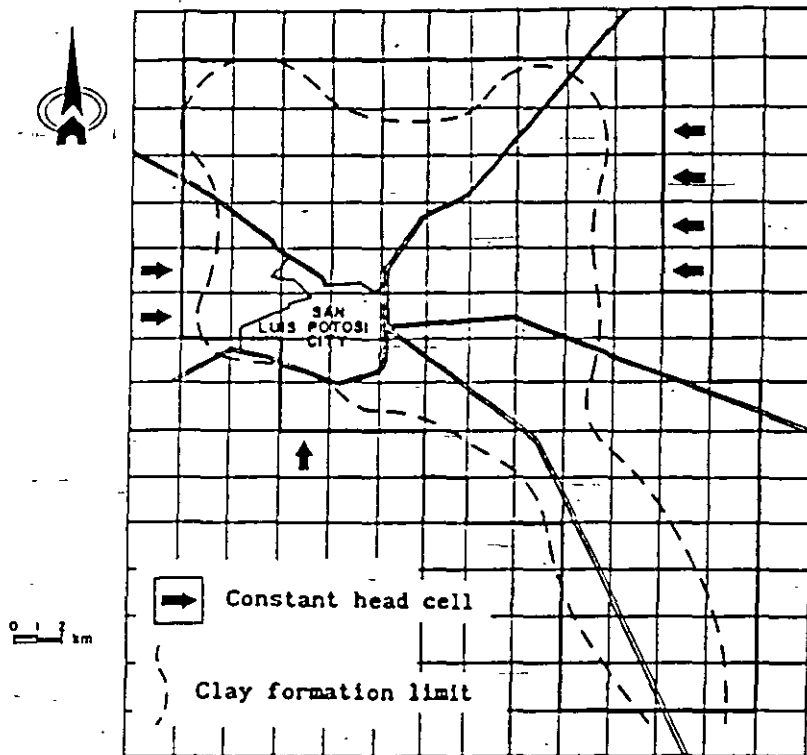 SAN
LUIS POTOSI
CITY
Constant head cell
0 1 2 km
Clay formation limit